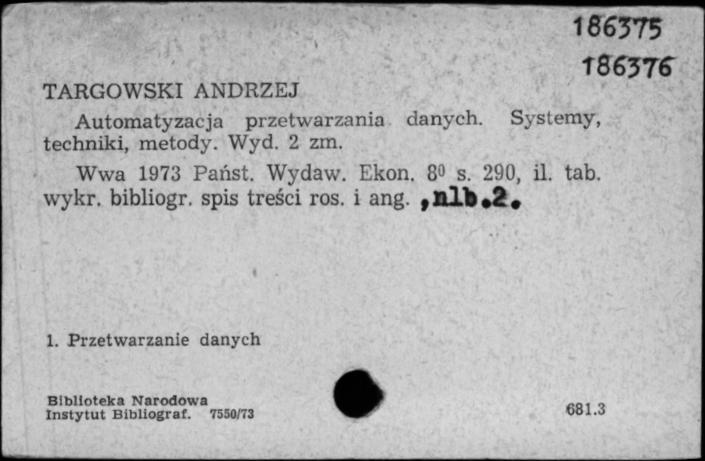 186375
186376
TARGOWSKI ANDRZEJ
Automatyzacja przetwarzania danych. Systemy,
techniki, metody. Wyd. 2 zm.
Wwa 1973 Państ. Wydaw. Ekon. 8º s. 290, il. tab.
wykr. bibliogr. spis treści ros. i ang. ,nlb.2.
1. Przetwarzanie danych
Biblioteka Narodowa
Instytut Bibliograf. 7550/73
681.3